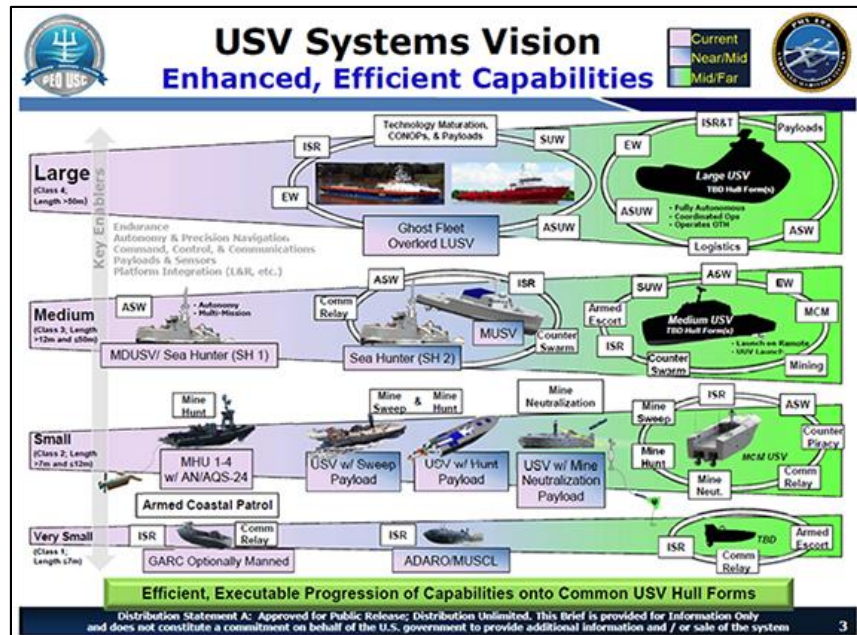 USV Systems Vision
Enhanced, Efficient Capabilities
PEO USC
Current
Near/Mid
Mid/Far
Key Enablers
Endurance
Autonomy & Precision Navigation
Command, Control, & Communications
Payloads & Sensors
Platform Integration (L&R, etc.)
Large
(Class 4;
Length >50m)
Technology Maturation,
CONOPs, & Payloads
ISR
SUW
EW
ASUW
Ghost Fleet
Overlord LUSV
ISR&T
Payloads
EW
Large USV
TBD Hull Form(s)
• Fully Autonomous
• Coordinated Ops
• Operates OTH
ASUW
ASW
Logistics
Medium
(Class 3; Length
>12m and ≤50m)
ASW
• Autonomy
• Multi-Mission
MDUSV/ Sea Hunter (SH 1)
ASW
ISR
Comm
Relay
MUSV
Sea Hunter (SH 2)
Counter
Swarm
ASW
SUW
EW
Armed
Escort
Medium USV
TBD Hull Form(s)
MCM
• Launch on Remote
• UUV Launch
ISR
Counter
Swarm
Mining
Small
(Class 2; Length
>7m and ≤12m)
Mine
Hunt
MHU 1-4
w/ AN/AQS-24
Mine
Sweep
&
Mine
Hunt
USV w/ Sweep
Payload
USV w/ Hunt
Payload
Mine
Neutralization
USV w/ Mine
Neutralization
Payload
ISR
Mine
Sweep
ASW
Counter
Piracy
Mine
Hunt
MCM USV
Comm
Relay
Mine
Neut.
Very Small
(Class 1;
Length ≤7m)
Armed Coastal Patrol
ISR
Comm
Relay
GARC Optionally Manned
ISR
ADARO/MUSCL
TBD
Armed
Escort
ISR
Comm
Relay
Efficient, Executable Progression of Capabilities onto Common USV Hull Forms
Distribution Statement A: Approved for Public Release; Distribution Unlimited. This Brief is provided for Information Only
and does not constitute a commitment on behalf of the U.S. government to provide additional information and / or sale of the system
3